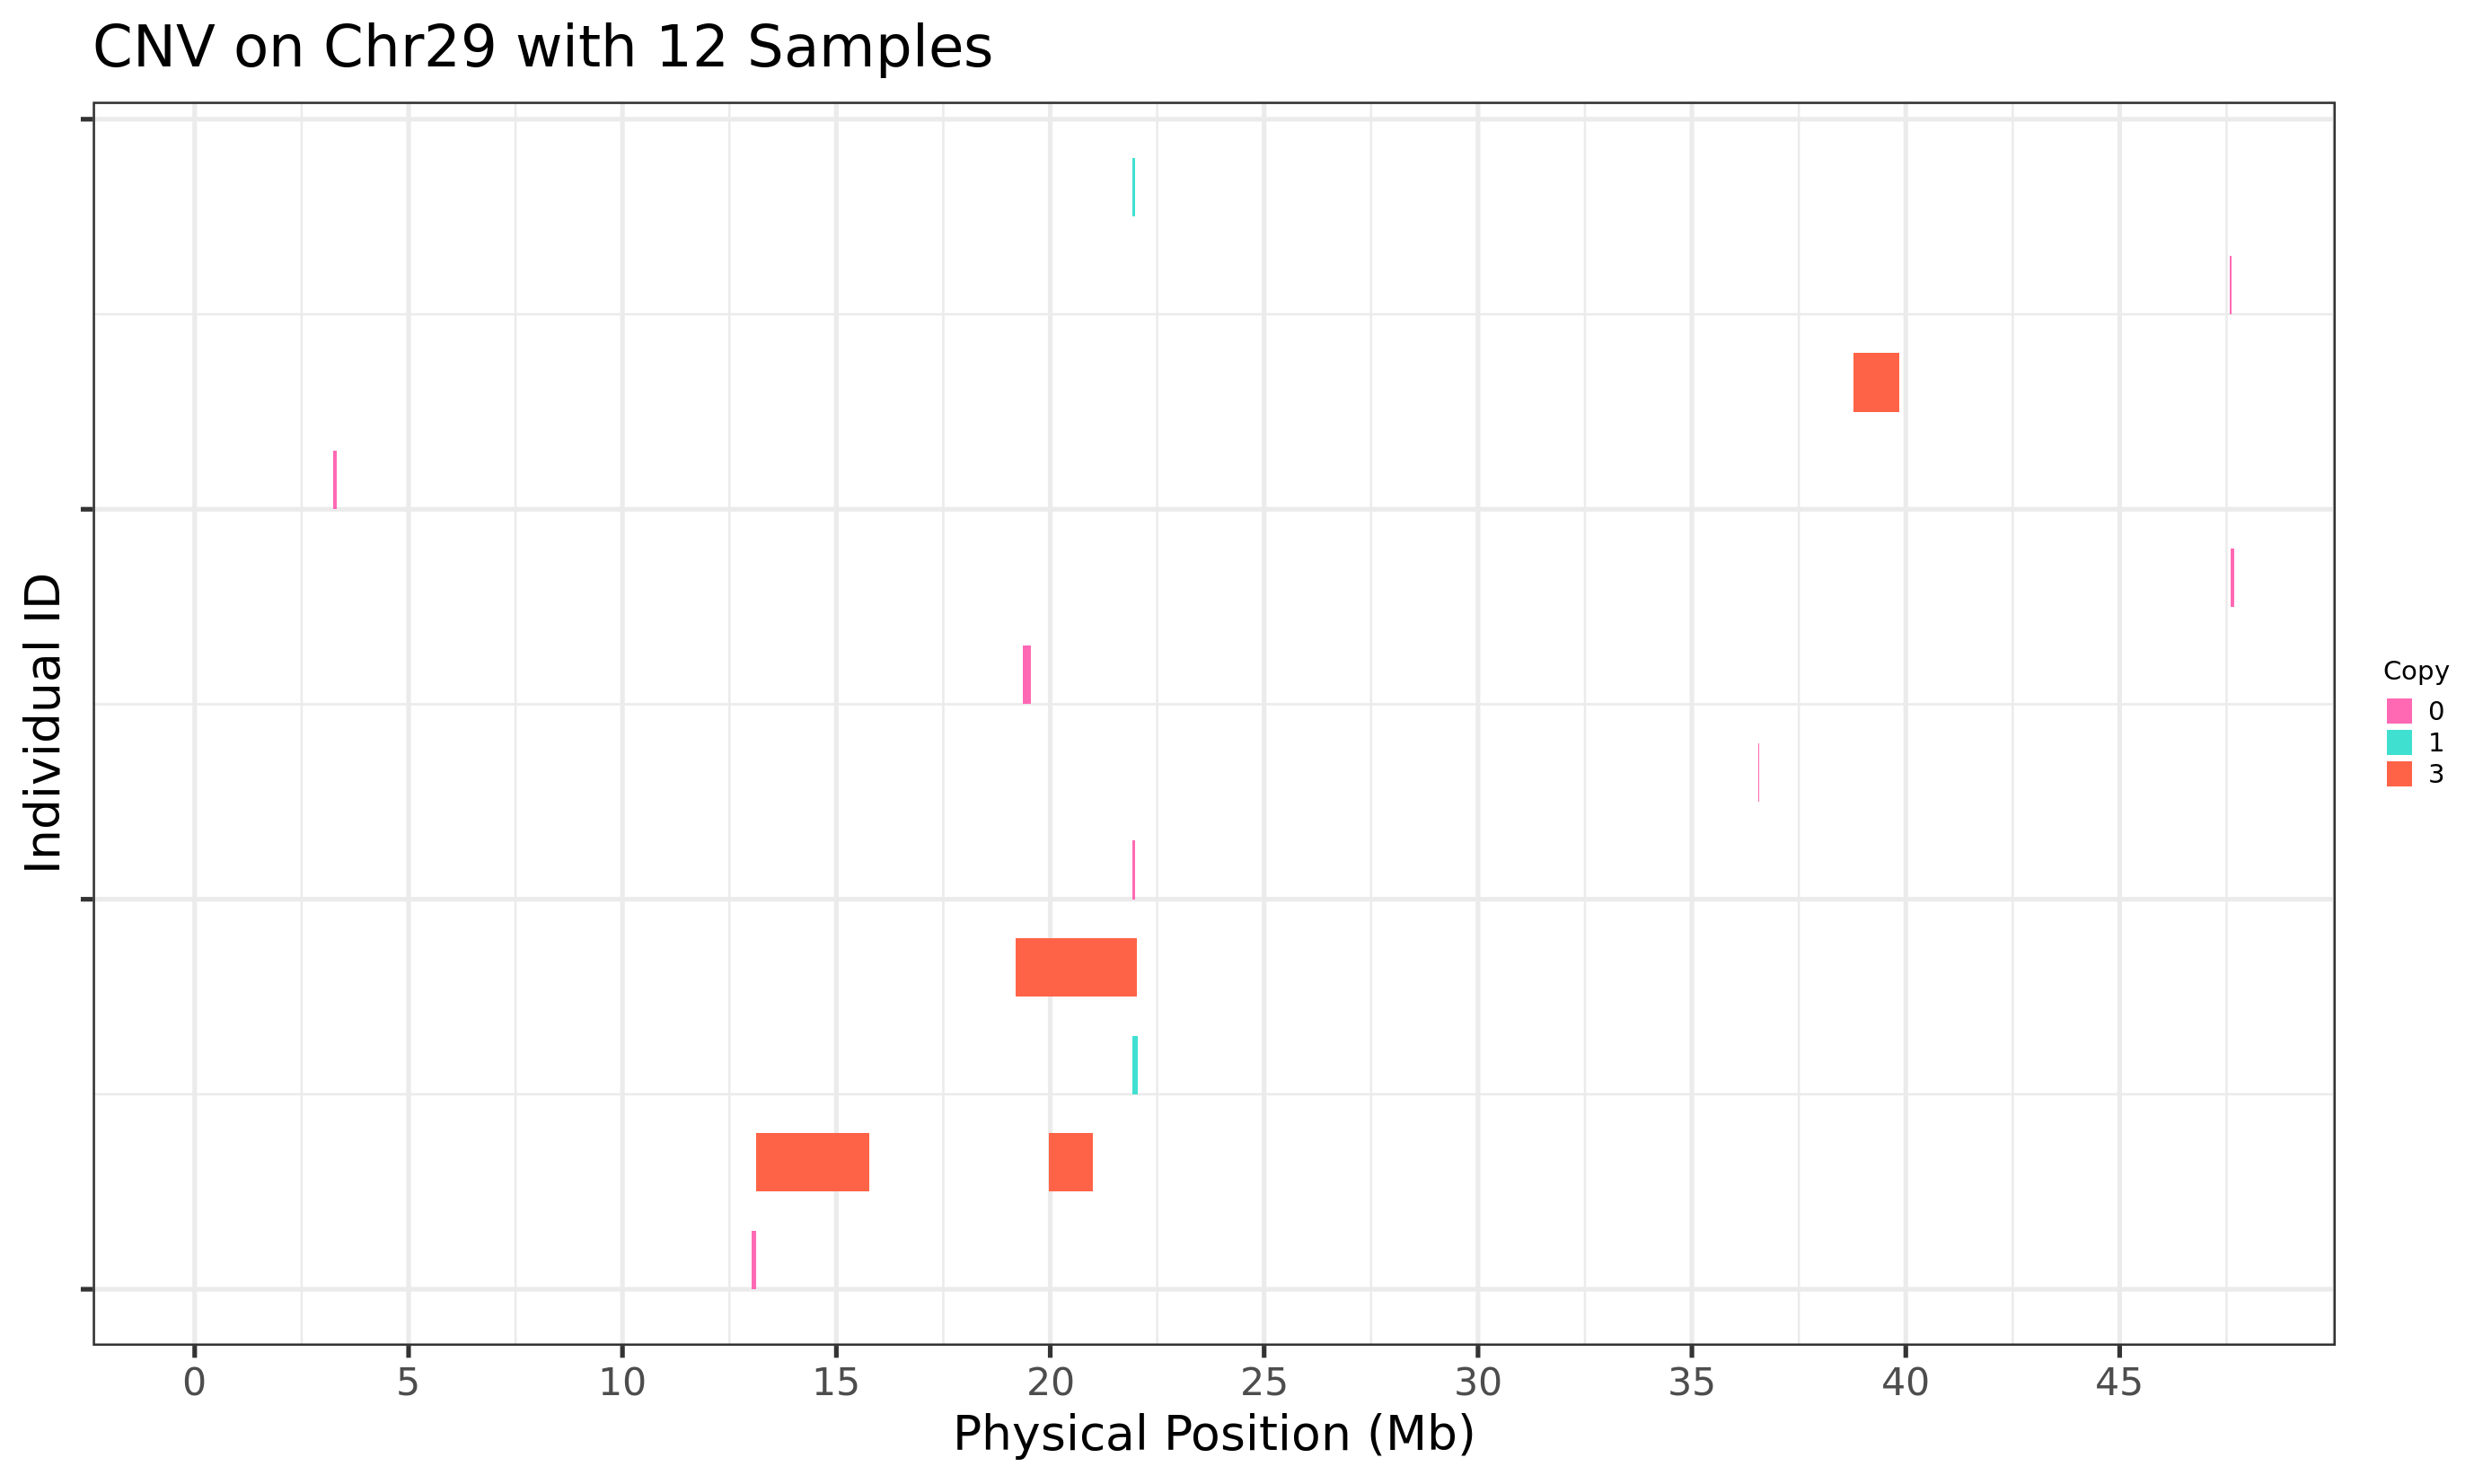 CNV on Chr29 with 12 Samples
Individual ID
Copy
0
1
3
0 5 10 15 20 25 30 35 40 45
Physical Position (Mb)